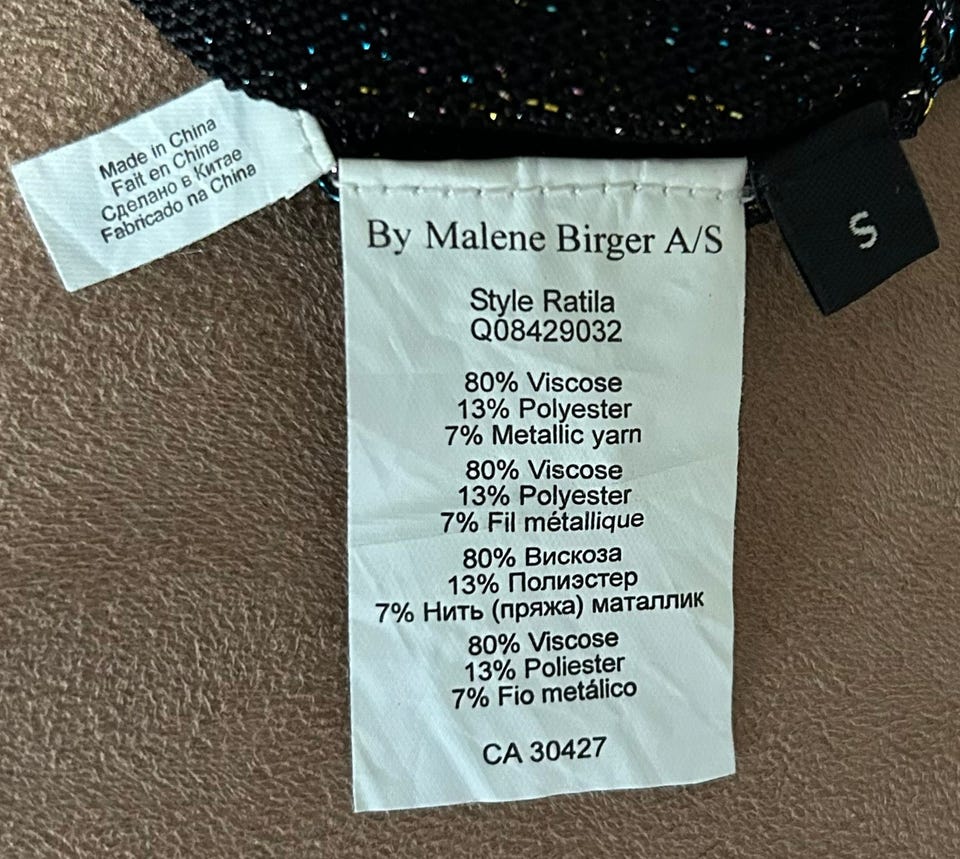 Made in China
Fait en Chine
Сделано в Китае
Fabricado na China
By Malene Birger A/S
Style Ratila
Q08429032
80% Viscose
13% Polyester
7% Metallic yarn
80% Viscose
13% Polyester
7% Fil métallique
80% Вискоза
13% Полиэстер
7% Нить (пряжа) маталлик
80% Viscose
13% Poliester
7% Fio metálico
CA 30427
S